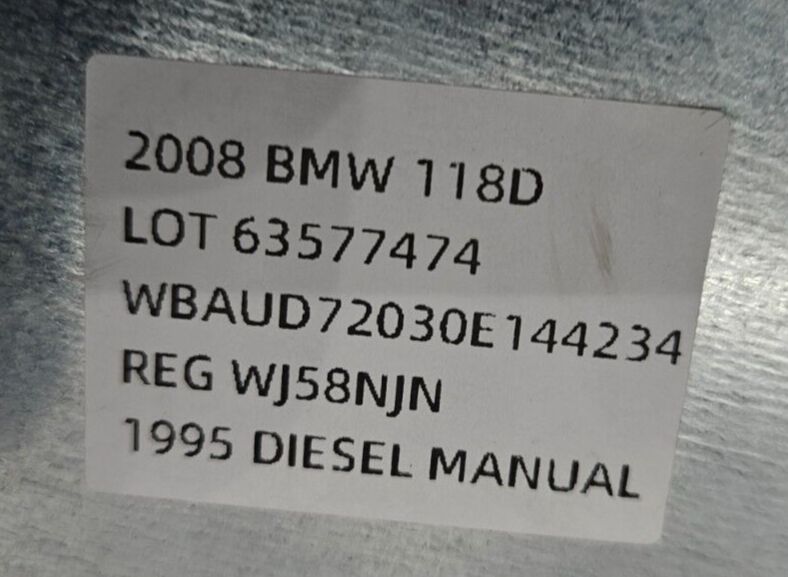 2008 BMW 118D
LOT 63577474
WBAUD72030E144234
REG WJ58NJN
1995 DIESEL MANUAL